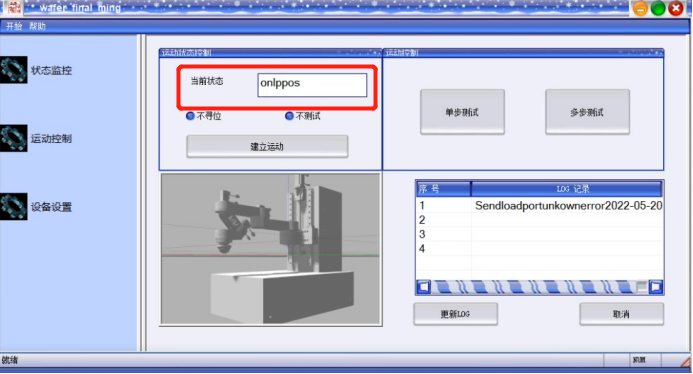 wafer final ming
开始 帮助
状态监控
运动控制
设备设置
运动状态控制
当前状态
onlppos
不寻位
不测试
建立运动
运动控制
单步测试
多步测试
序 号
LOG 记录
1
Sendloadportunkownerror2022-05-20
2
3
4
更新LOG
取消
就绪